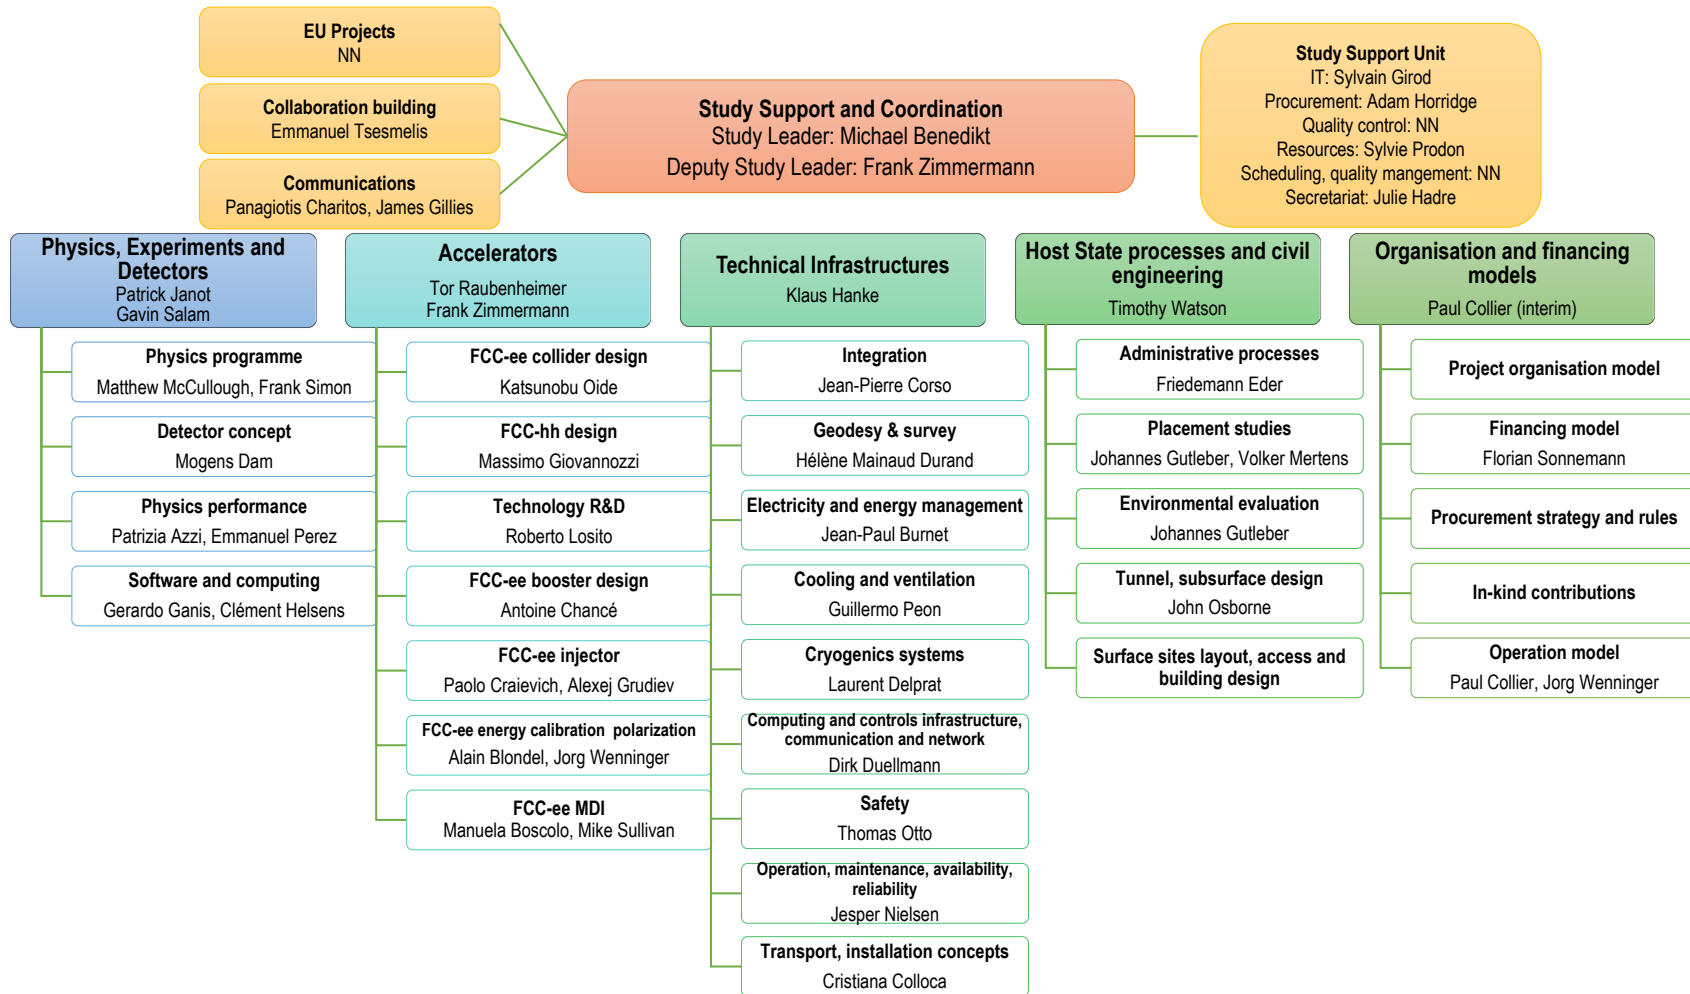 EU Projects
NN
Collaboration building
Emmanuel Tsesmelis
Communications
Panagiotis Charitos, James Gillies
Study Support and Coordination
Study Leader: Michael Benedikt
Deputy Study Leader: Frank Zimmermann
Study Support Unit
IT: Sylvain Girod
Procurement: Adam Horridge
Quality control: NN
Resources: Sylvie Prodon
Scheduling, quality mangement: NN
Secretariat: Julie Hadre
Physics, Experiments and
Detectors
Patrick Janot
Gavin Salam
Physics programme
Matthew McCullough, Frank Simon
Detector concept
Mogens Dam
Physics performance
Patrizia Azzi, Emmanuel Perez
Software and computing
Gerardo Ganis, Clément Helsens
Accelerators
Tor Raubenheimer
Frank Zimmermann
FCC-ee collider design
Katsunobu Oide
FCC-hh design
Massimo Giovannozzi
Technology R&D
Roberto Losito
FCC-ee booster design
Antoine Chancé
FCC-ee injector
Paolo Craievich, Alexej Grudiev
FCC-ee energy calibration polarization
Alain Blondel, Jorg Wenninger
FCC-ee MDI
Manuela Boscolo, Mike Sullivan
Technical Infrastructures
Klaus Hanke
Integration
Jean-Pierre Corso
Geodesy & survey
Hélène Mainaud Durand
Electricity and energy management
Jean-Paul Burnet
Cooling and ventilation
Guillermo Peon
Cryogenics systems
Laurent Delprat
Computing and controls infrastructure,
communication and network
Dirk Duellmann
Safety
Thomas Otto
Operation, maintenance, availability,
reliability
Jesper Nielsen
Transport, installation concepts
Cristiana Colloca
Host State processes and civil
engineering
Timothy Watson
Administrative processes
Friedemann Eder
Placement studies
Johannes Gutleber, Volker Mertens
Environmental evaluation
Johannes Gutleber
Tunnel, subsurface design
John Osborne
Surface sites layout, access and
building design
Organisation and financing
models
Paul Collier (interim)
Project organisation model
Financing model
Florian Sonnemann
Procurement strategy and rules
In-kind contributions
Operation model
Paul Collier, Jorg Wenninger